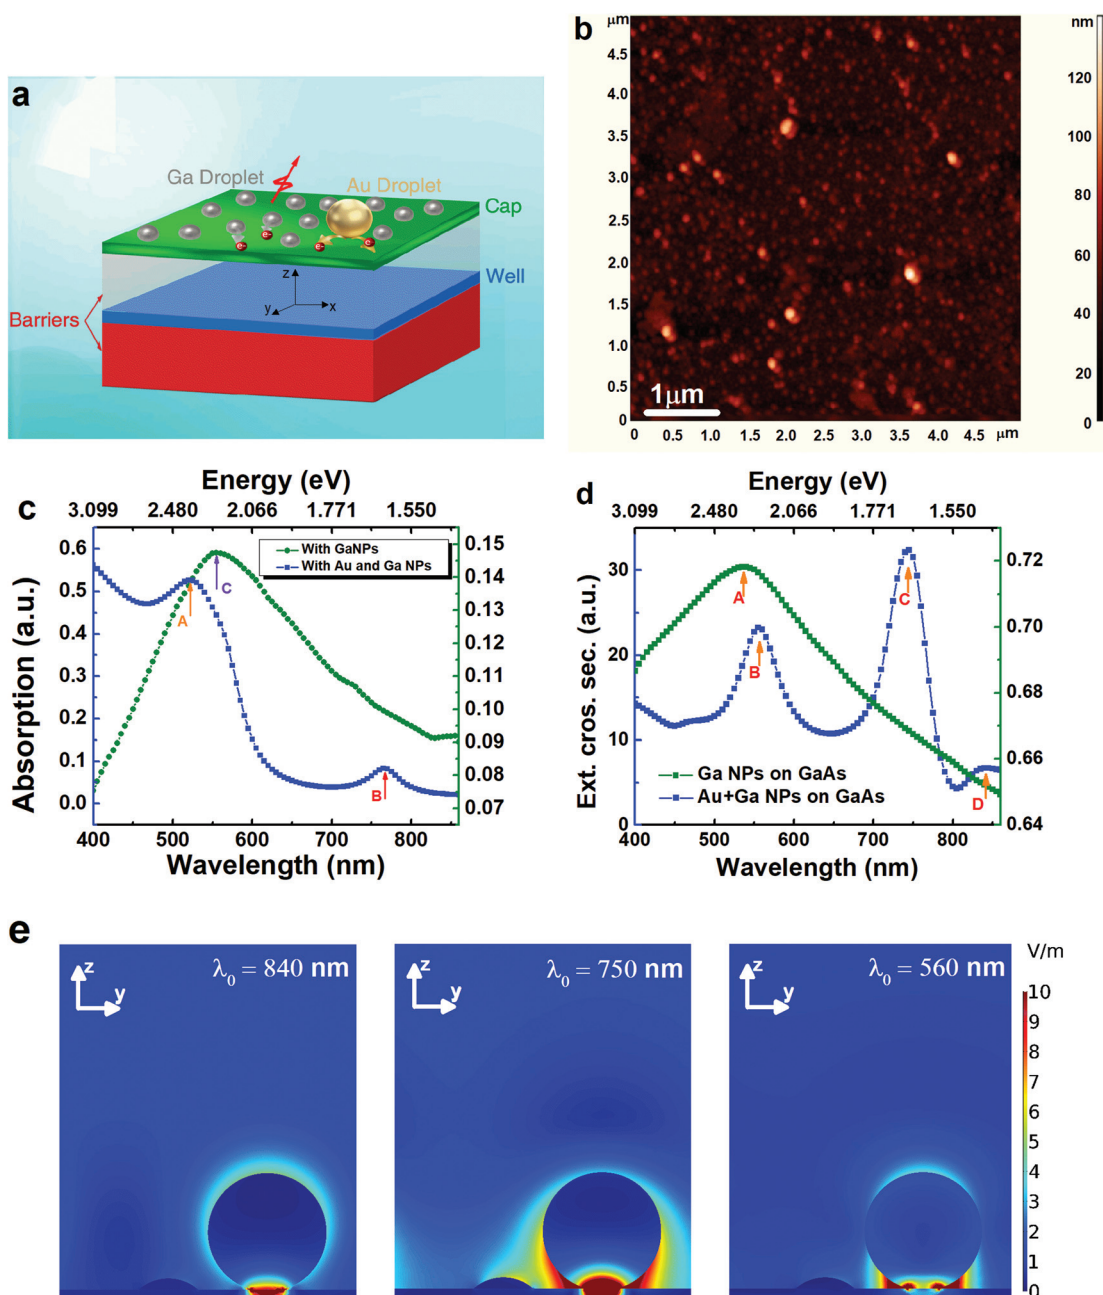 a
Ga Droplet
Au Droplet
Cap
e-
e-
e-
e-
z
Well
y
x
Barriers
b
µm
nm
4.5
4.0
3.5
3.0
2.5
2.0
1.5
1.0
0.5
0
1µm
0
0.5
1.0
2.0
2.5
3.5
4.0
4.5
µm
120
100
80
60
40
20
0
c
Energy (eV)
3.099
2.480
2.066
1.771
1.550
0.6
0.5
0.4
0.3
0.2
0.1
0.0
Absorption (a.u.)
With GaNPs
With Au and Ga NPs
A
C
B
0.15
0.14
0.13
0.12
0.11
0.10
0.09
0.08
0.07
400
500
600
700
800
Wavelength (nm)
d
Energy (eV)
3.099
2.480
2.066
1.771
1.550
30
20
10
0
Ext. cros. sec. (a.u.)
A
B
C
D
Ga NPs on GaAs
Au+Ga NPs on GaAs
0.72
0.70
0.68
0.66
0.64
400
500
600
700
800
Wavelength (nm)
e
z
y
λ₀ = 840 nm
z
y
λ₀ = 750 nm
z
y
λ₀ = 560 nm
V/m
10
9
8
7
6
5
4
3
2
1
0